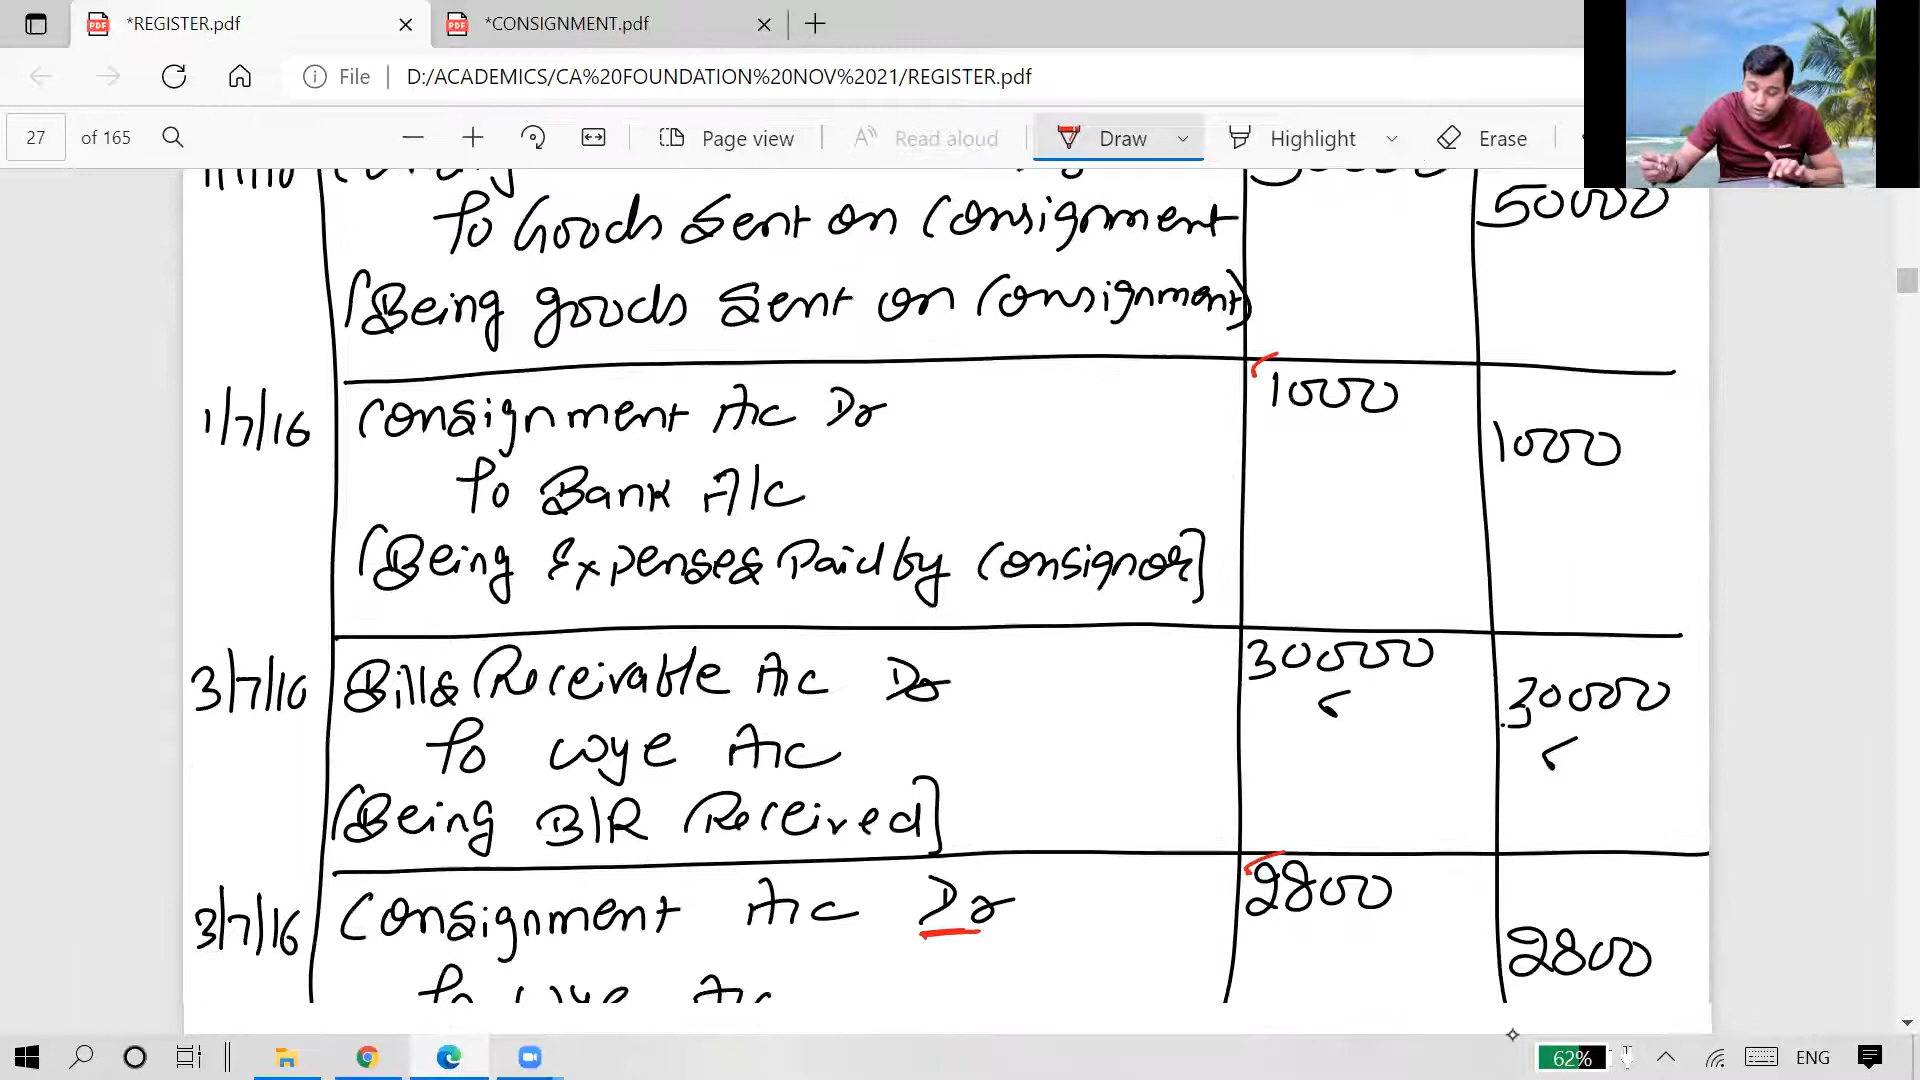 *REGISTER.pdf
*CONSIGNMENT.pdf
File
D:/ACADEMICS/CA%20FOUNDATION%20NOV%2021/REGISTER.pdf
27 of 165
Page view
Read aloud
Draw
Highlight
Erase
50000
To Goods Sent on Consignment
(Being goods sent on Consignment)
1/7/16 Consignment A/c Dr 1000
To Bank A/c 1000
(Being Expenses Paid by Consignor)
3/7/16 Bills Receivable A/c Dr 30000
To Wye A/c 30000
(Being B/R Received)
3/7/16 Consignment A/c Dr 2800
To Wye A/c 2800
62%
ENG